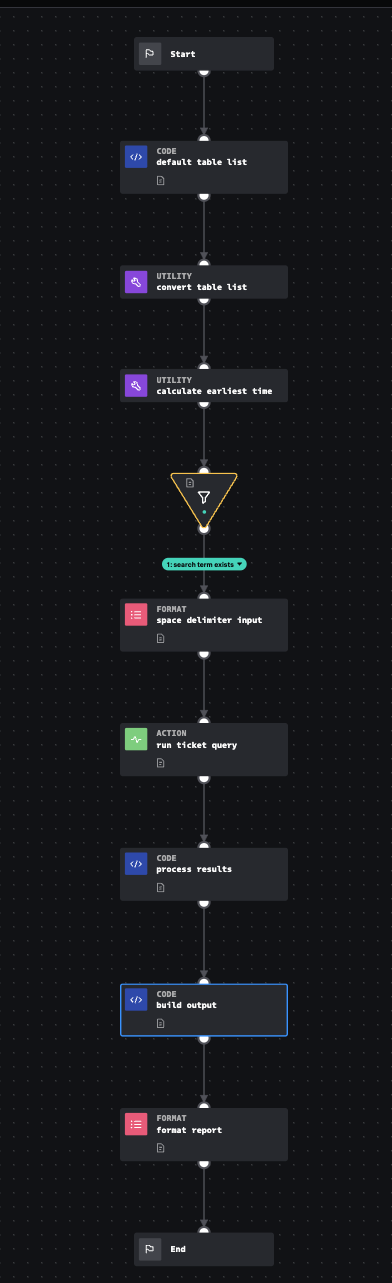 Start
CODE
default table list
UTILITY
convert table list
UTILITY
calculate earliest time
1: search term exists
FORMAT
space delimiter input
ACTION
run ticket query
CODE
process results
CODE
build output
FORMAT
format report
End